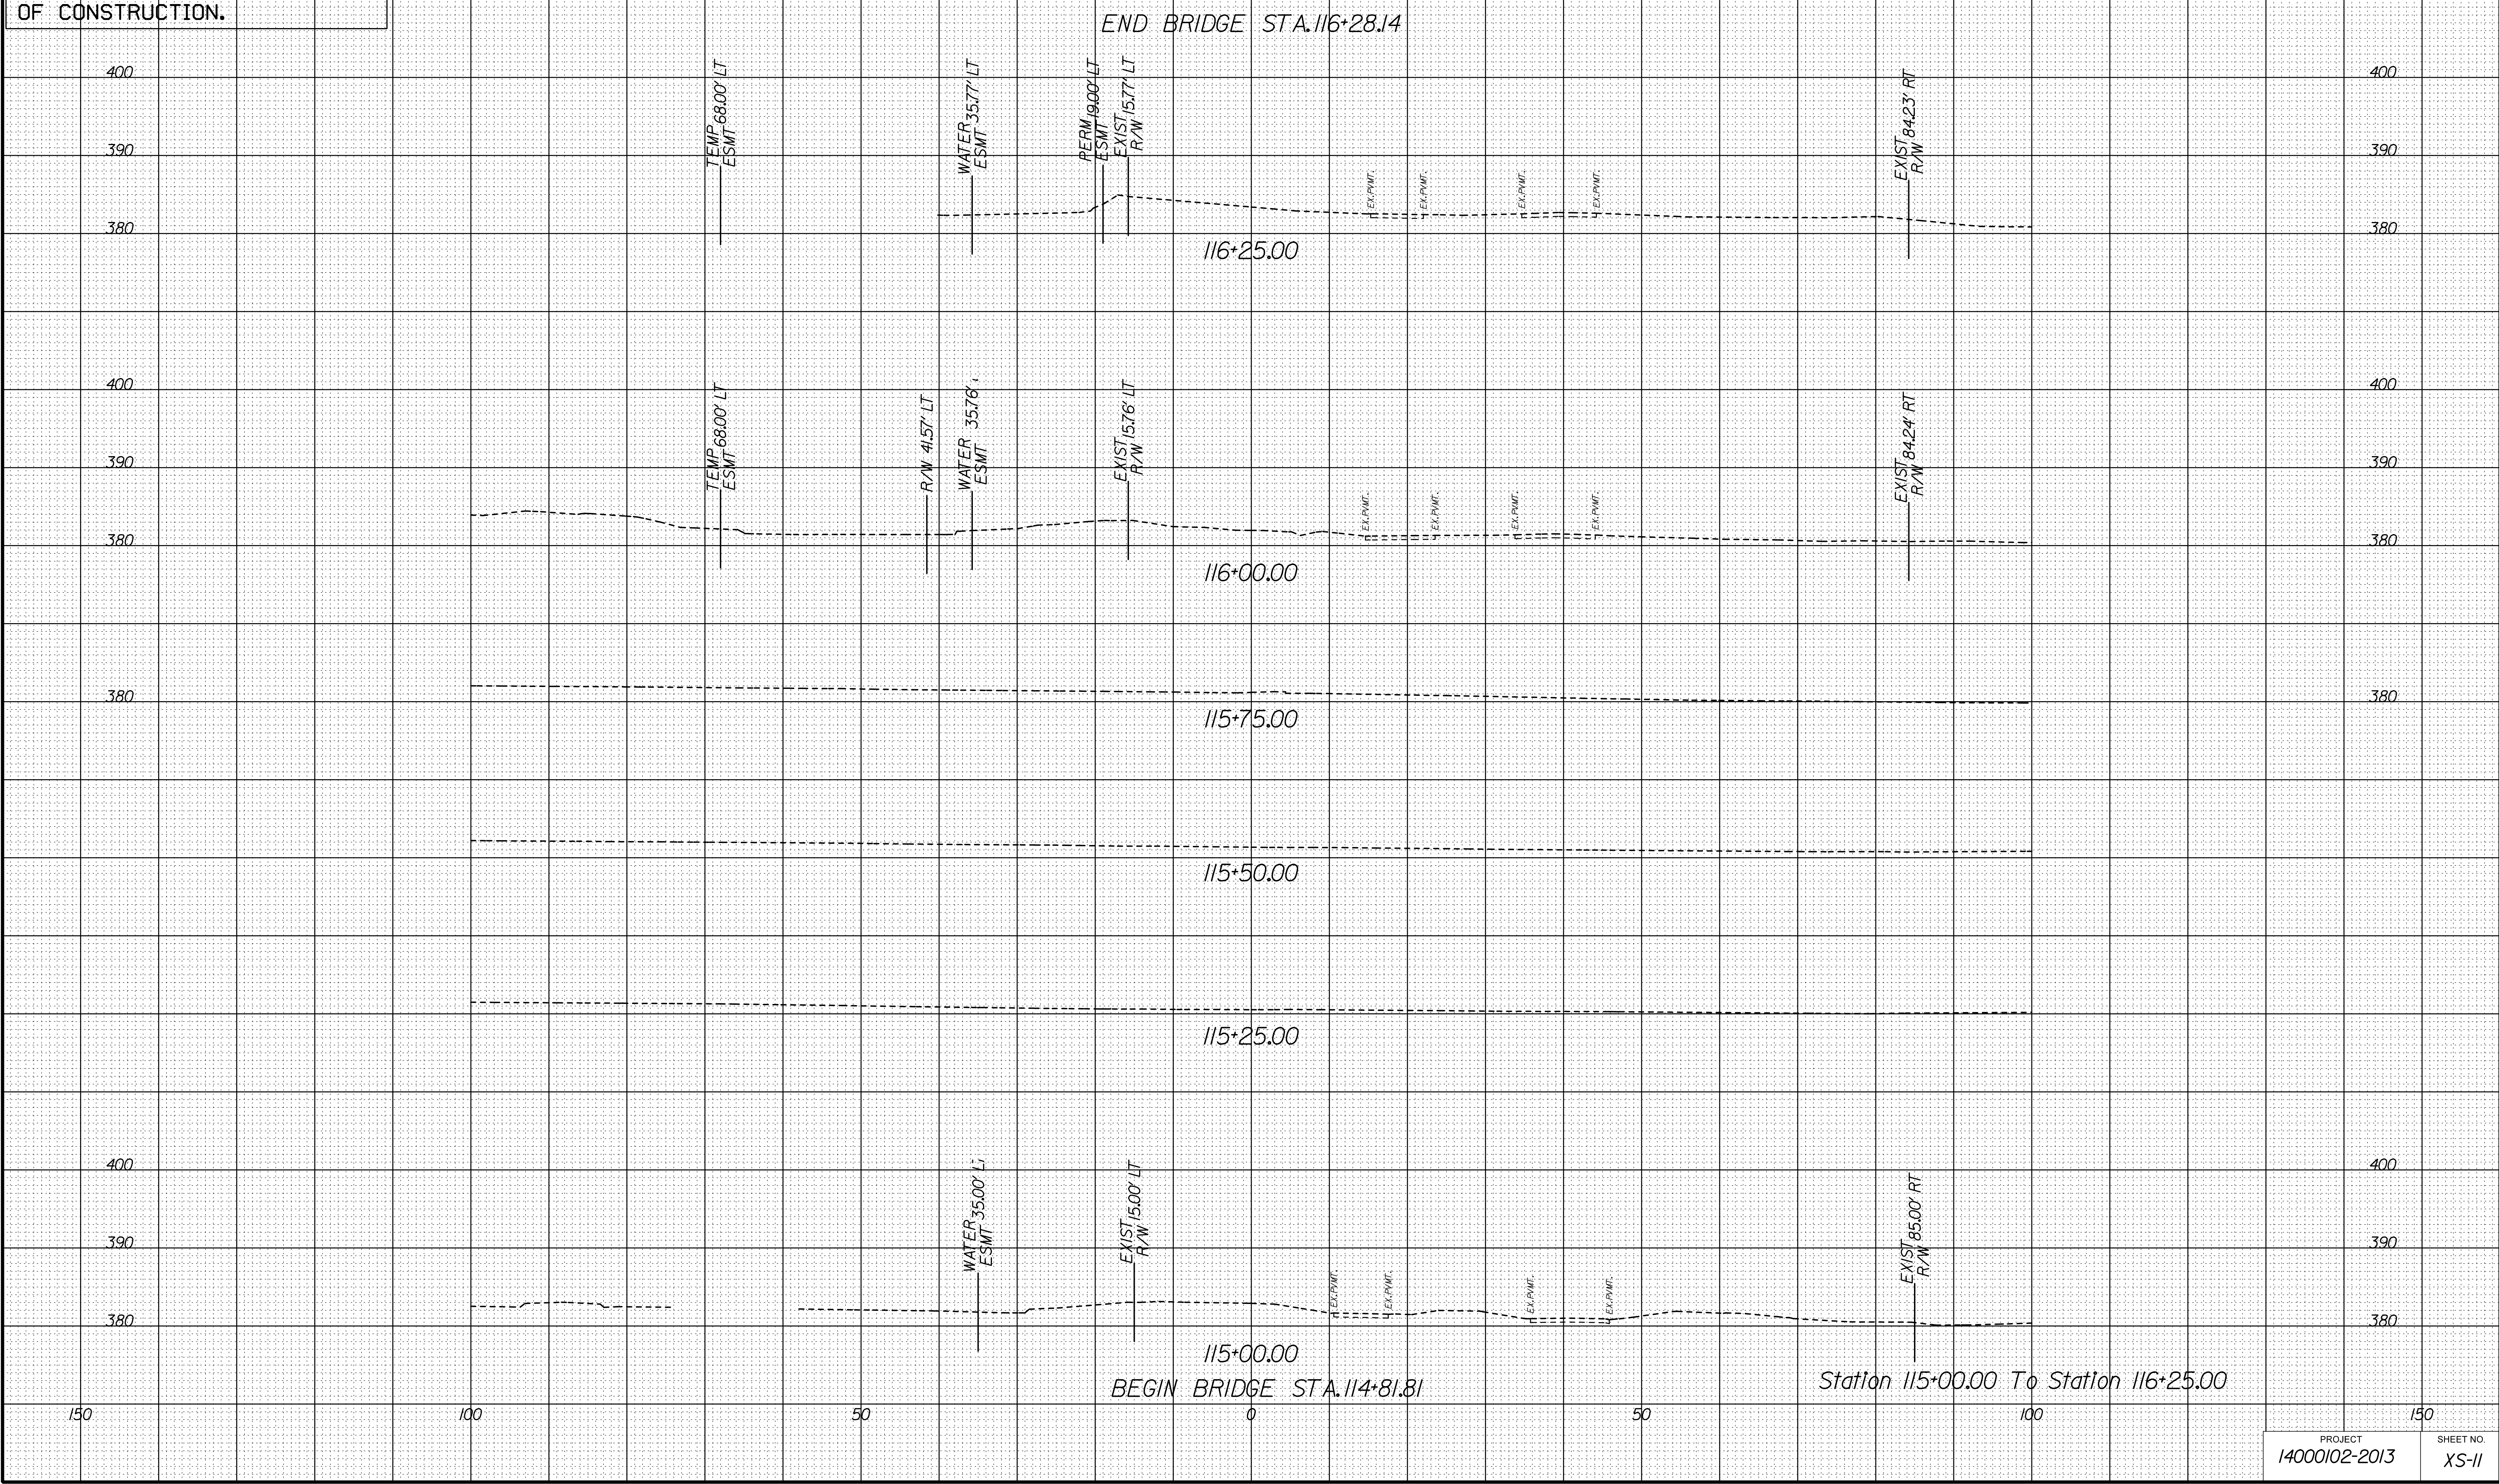 OF CONSTRUCTION.
END BRIDGE STA. 116+28.14
400
TEMP 68.00' LT
ESMT
WATER 35.77' LT
ESMT
PERM 19.00' LT
ESMT
EXIST 15.77' LT
R/W
EXIST 84.23' RT
R/W
400
390
390
EX.PVMT.
EX.PVMT.
EX.PVMT.
EX.PVMT.
380
380
116+25.00
400
TEMP 68.00' LT
ESMT
R/W 41.57' LT
WATER 35.76'
ESMT
EXIST 15.76' LT
R/W
EXIST 84.24' RT
R/W
400
390
390
EX.PVMT.
EX.PVMT.
EX.PVMT.
EX.PVMT.
380
380
116+00.00
380
380
115+75.00
115+50.00
115+25.00
400
WATER 35.00' LT
ESMT
EXIST 15.00' LT
R/W
EXIST 85.00' RT
R/W
400
390
390
EX.PVMT.
EX.PVMT.
EX.PVMT.
EX.PVMT.
380
380
115+00.00
BEGIN BRIDGE STA. 114+81.81
Station 115+00.00 To Station 116+25.00
150 100 50 0 50 100 150
PROJECT
14000102-2013
SHEET NO.
XS-11